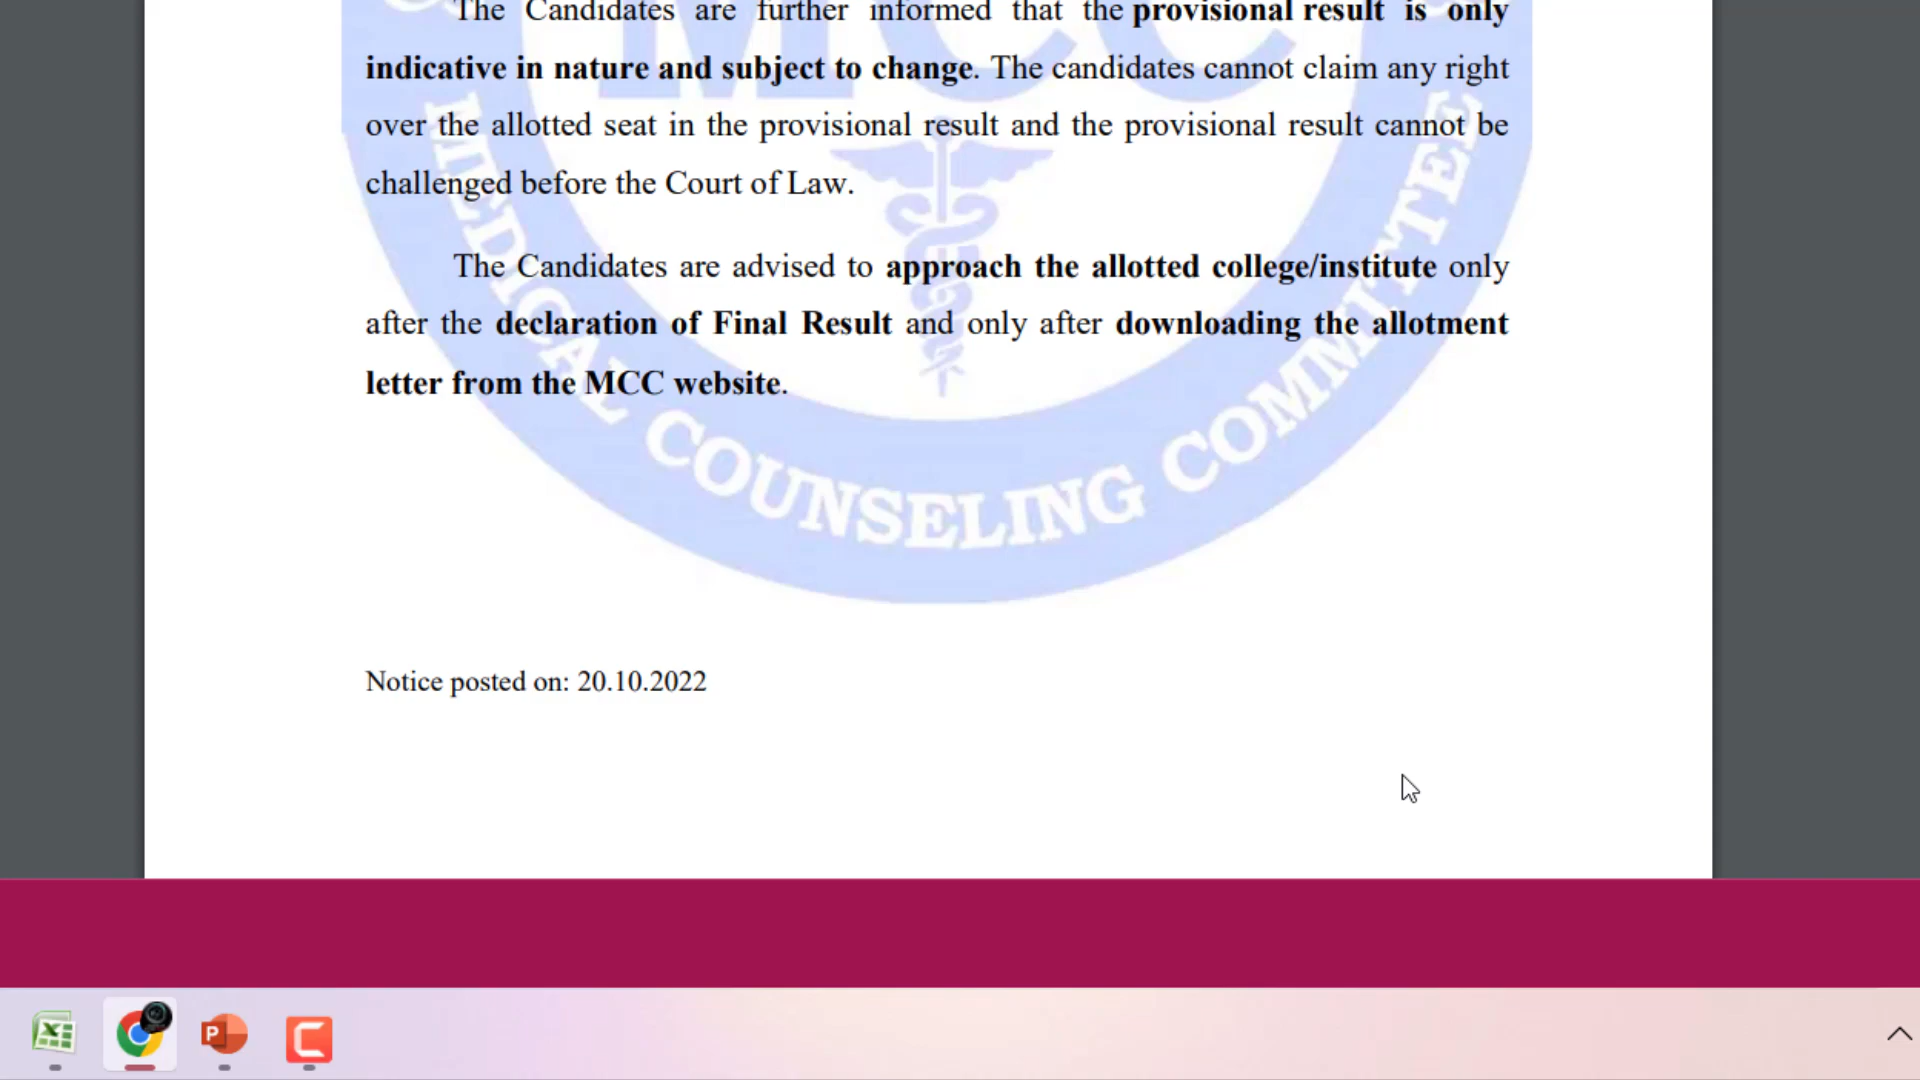 The Candidates are further informed that the provisional result is only
indicative in nature and subject to change. The candidates cannot claim any right
over the allotted seat in the provisional result and the provisional result cannot be
challenged before the Court of Law.
The Candidates are advised to approach the allotted college/institute only
after the declaration of Final Result and only after downloading the allotment
letter from the MCC website.
MCC
MEDICAL COUNSELING COMMITTEE
Notice posted on: 20.10.2022